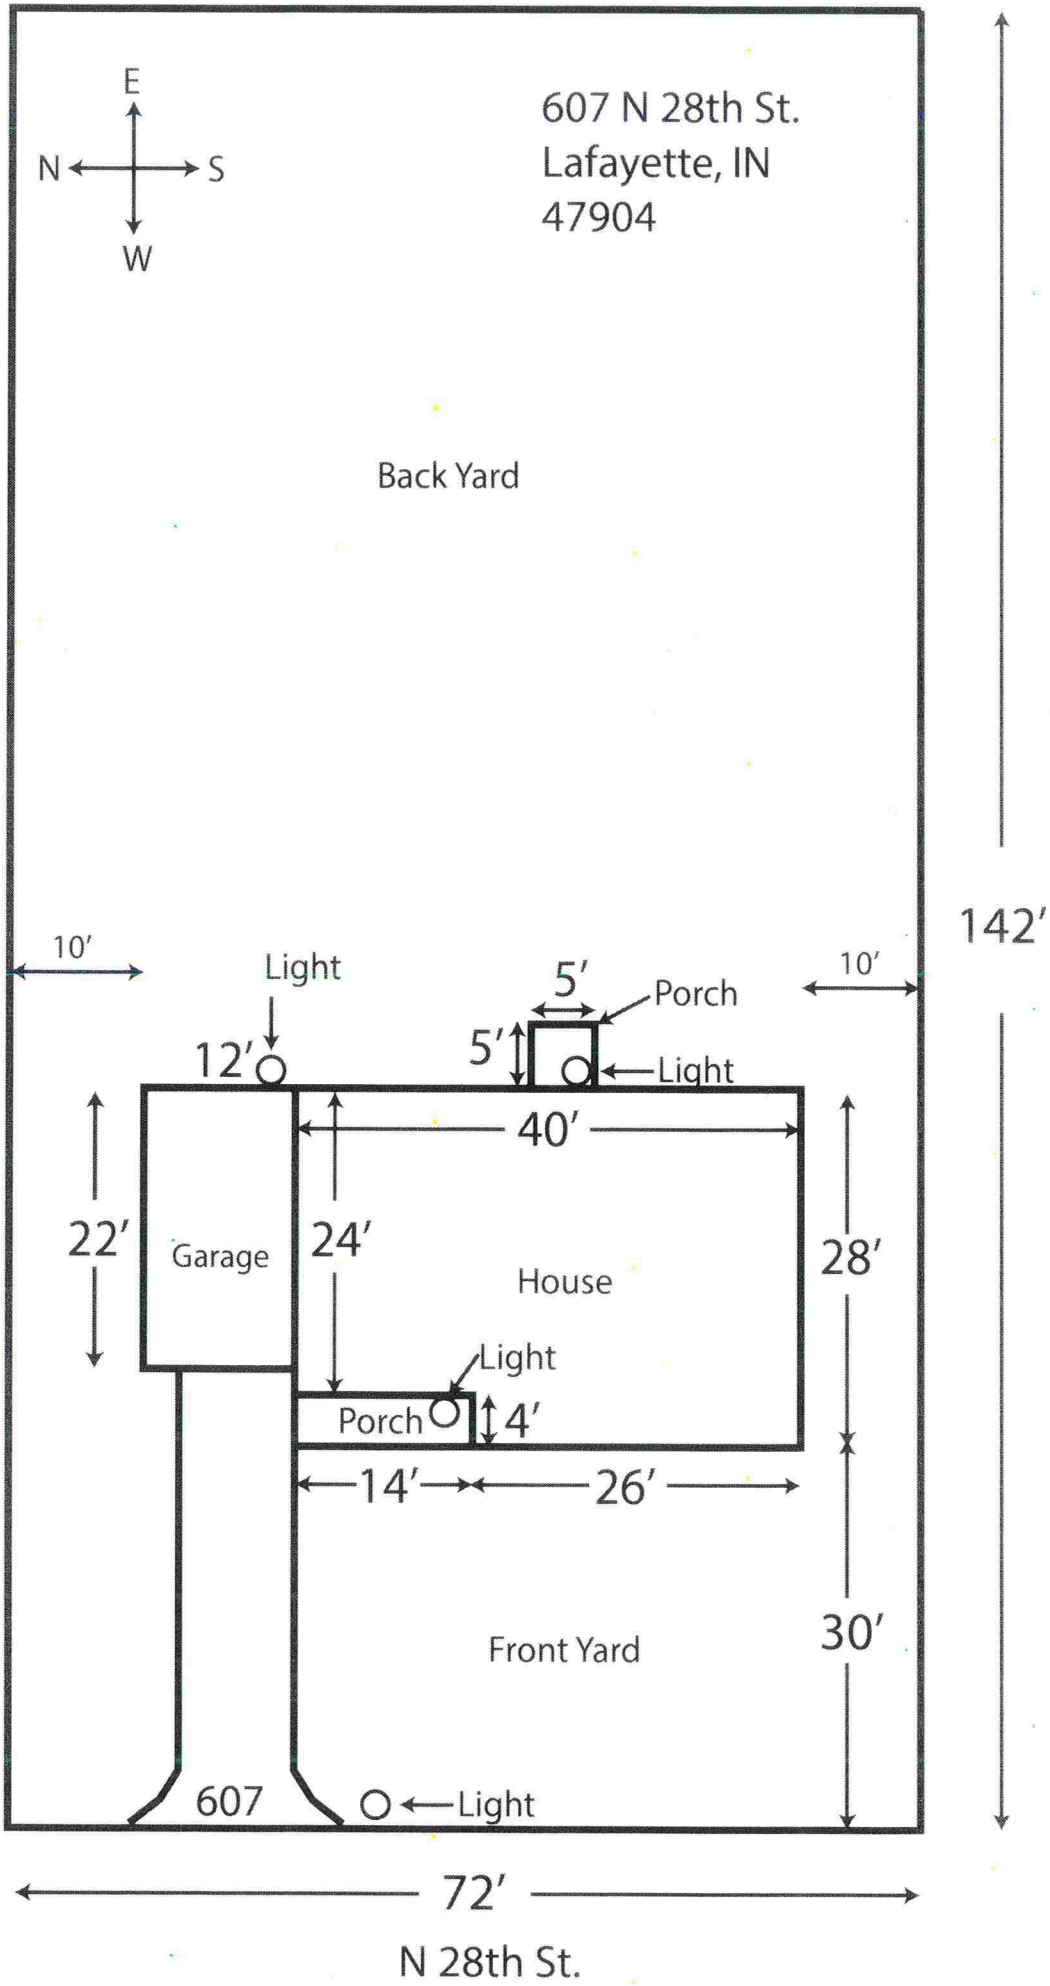 E
N
S
W
607 N 28th St.
Lafayette, IN
47904
Back Yard
142'
10'
Light
5'
Porch
10'
12'
5'
Light
40'
22'
Garage
24'
House
28'
Light
Porch
4'
14'
26'
Front Yard
30'
607
Light
72'
N 28th St.